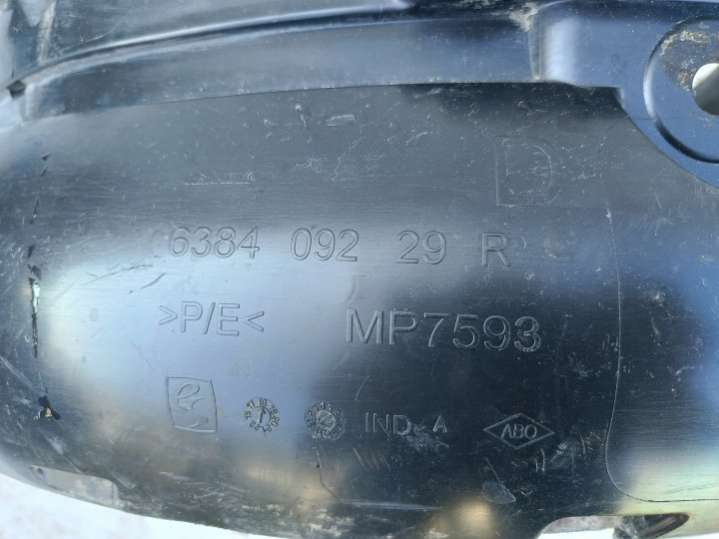 6384 092 29 R
>P/E< MP7593
IND A ABO